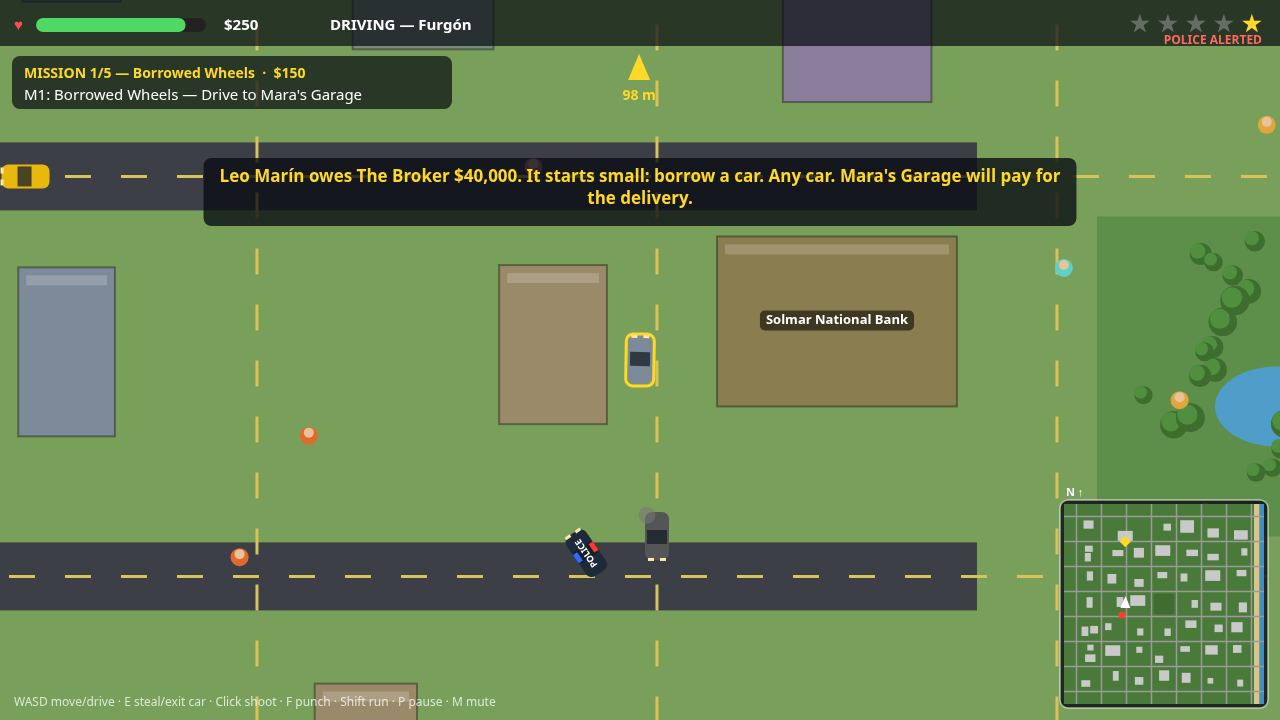 ♥ $250 DRIVING — Furgón ★★★★★
POLICE ALERTED
MISSION 1/5 — Borrowed Wheels · $150
M1: Borrowed Wheels — Drive to Mara's Garage
98 m
Leo Marín owes The Broker $40,000. It starts small: borrow a car. Any car. Mara's Garage will pay for
the delivery.
Solmar National Bank
POLICE
N ↑
WASD move/drive · E steal/exit car · Click shoot · F punch · Shift run · P pause · M mute